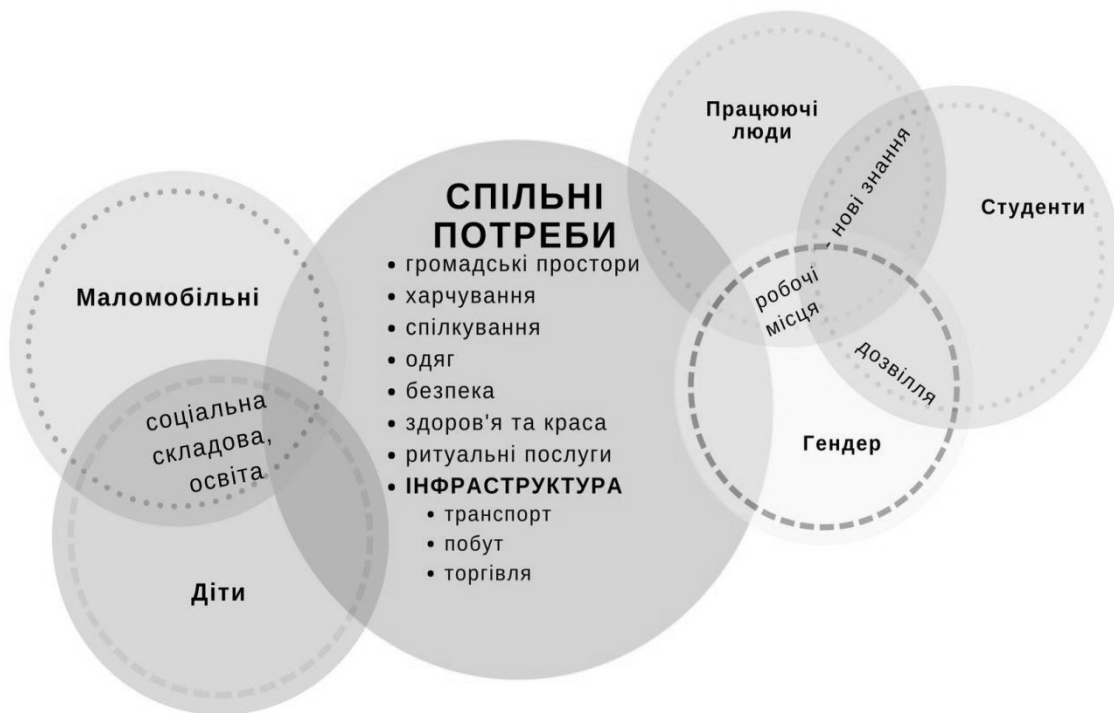 Маломобільні
соціальна
складова,
освіта
Діти
СПІЛЬНІ
ПОТРЕБИ
• громадські простори
• харчування
• спілкування
• одяг
• безпека
• здоров'я та краса
• ритуальні послуги
• ІНФРАСТРУКТУРА
• транспорт
• побут
• торгівля
Працюючі
люди
- нові знання
Студенти
робочі
місця
дозвілля
Гендер